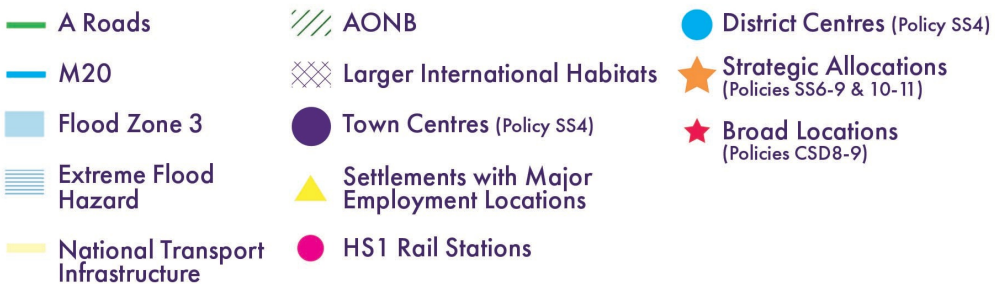 A Roads
M20
Flood Zone 3
Extreme Flood
Hazard
National Transport
Infrastructure
AONB
Larger International Habitats
Town Centres (Policy SS4)
Settlements with Major
Employment Locations
HS1 Rail Stations
District Centres (Policy SS4)
Strategic Allocations
(Policies SS6-9 & 10-11)
Broad Locations
(Policies CSD8-9)